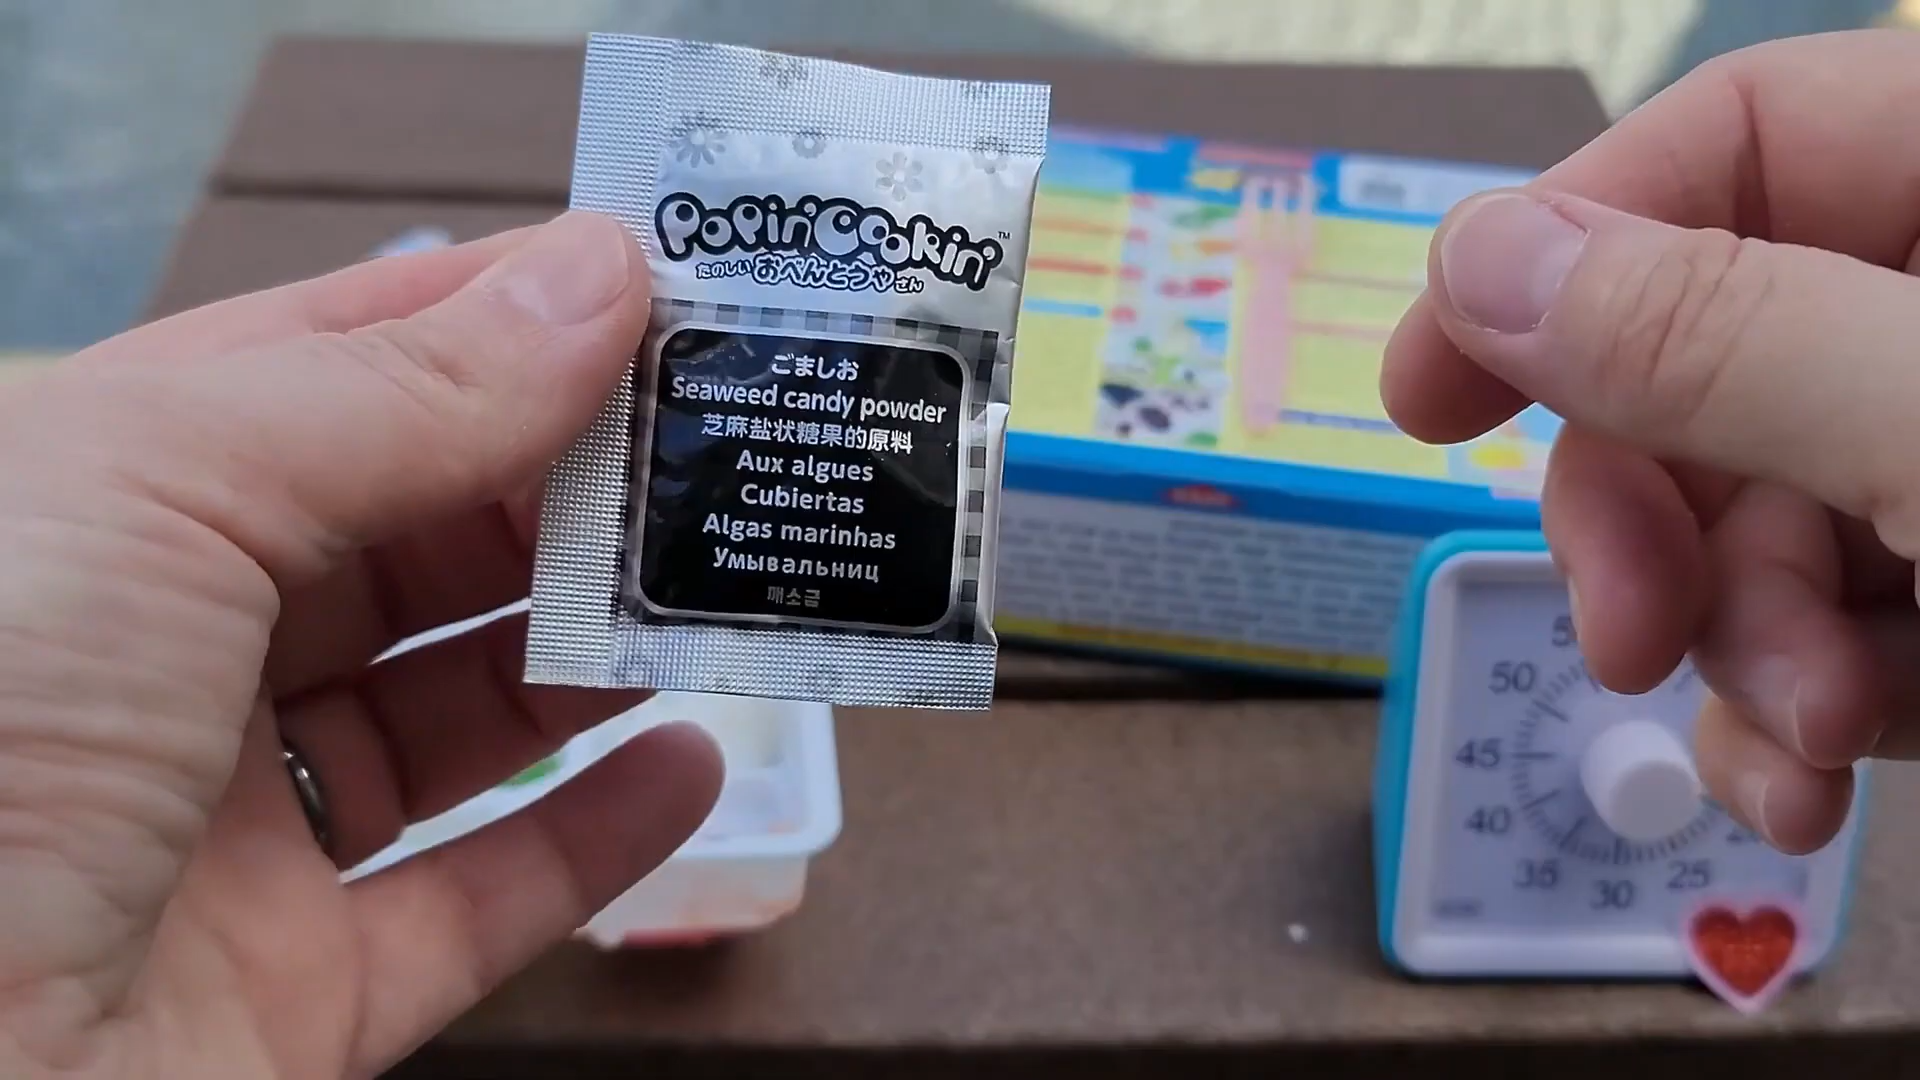 Popin'Cookin'™
たのしいおべんとうやさん
ごましお
Seaweed candy powder
芝麻盐状糖果的原料
Aux algues
Cubiertas
Algas marinhas
Умывальниц
깨소금
50
45
40
35
30
25